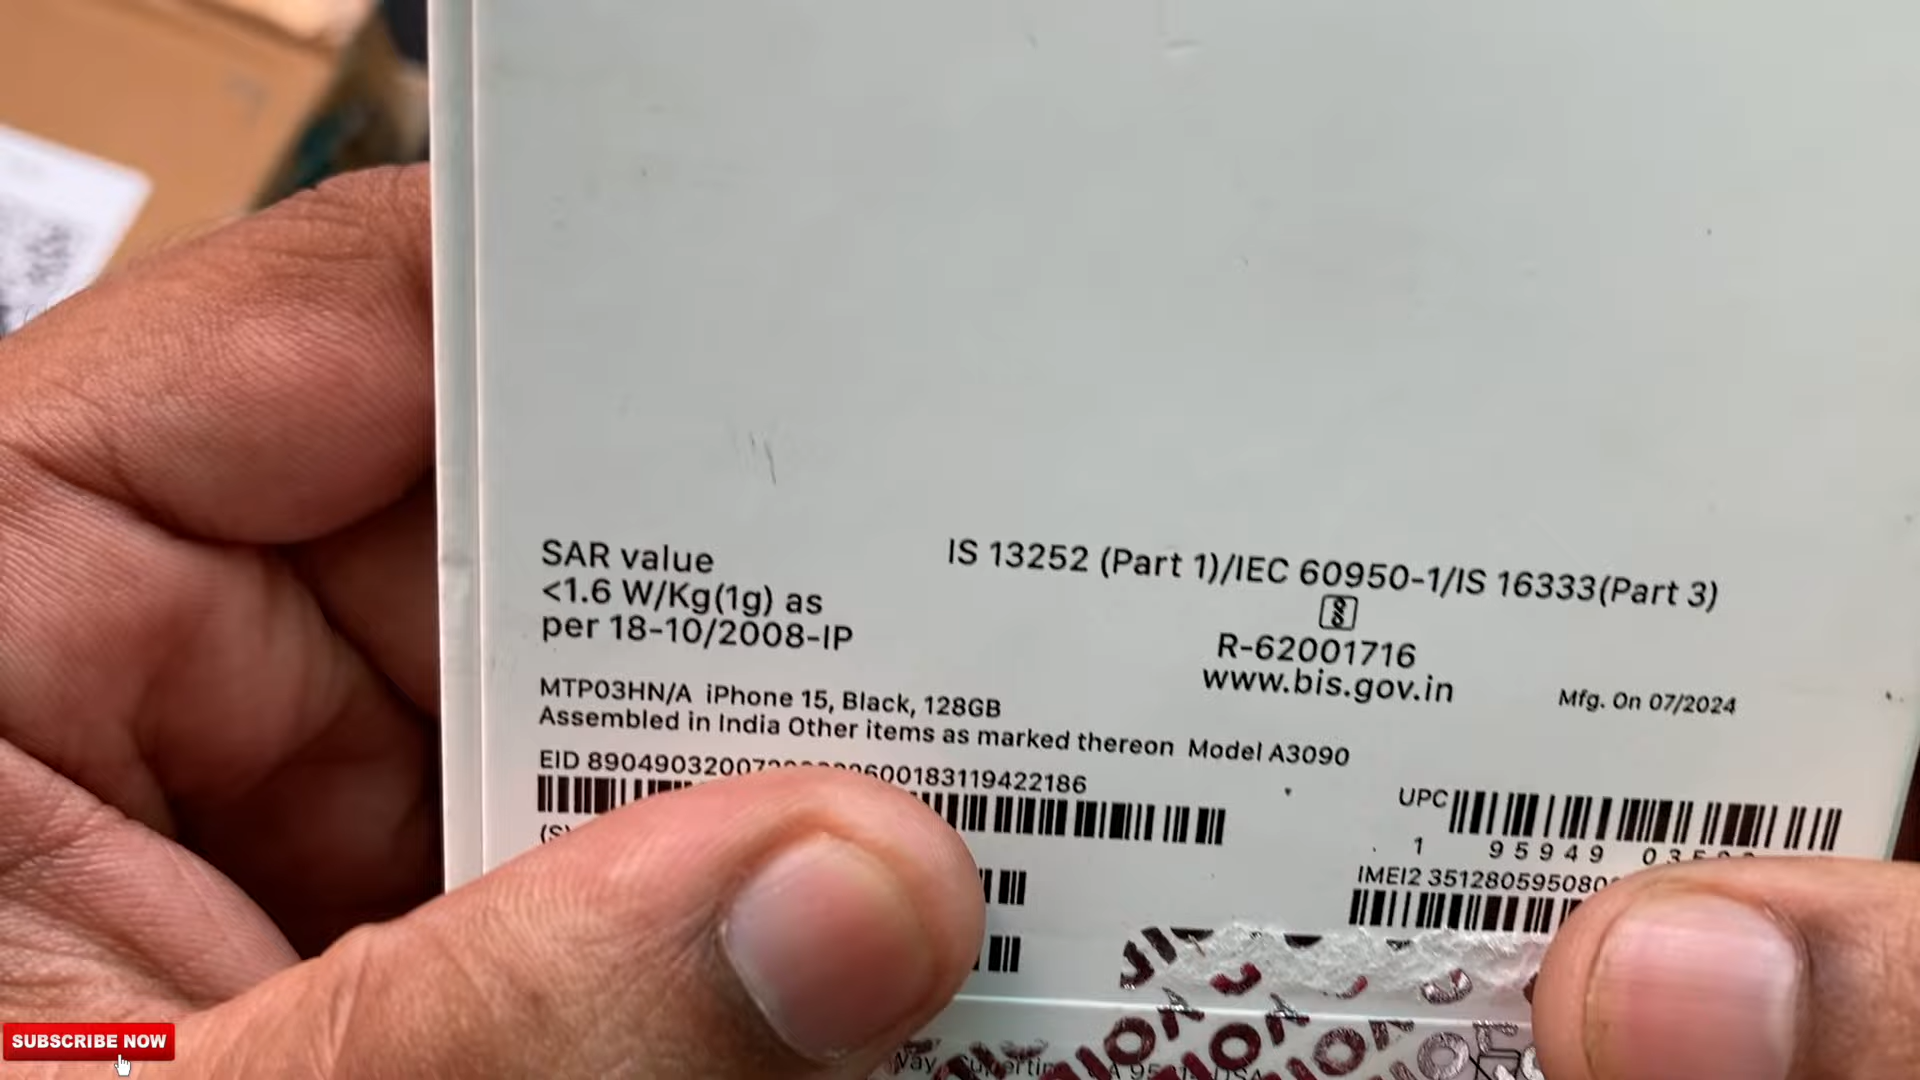 SAR value
<1.6 W/Kg(1g) as
per 18-10/2008-IP
IS 13252 (Part 1)/IEC 60950-1/IS 16333(Part 3)
R-62001716
www.bis.gov.in
Mfg. On 07/2024
MTP03HN/A iPhone 15, Black, 128GB
Assembled in India Other items as marked thereon Model A3090
EID
UPC
1 95949
IMEI2
SUBSCRIBE NOW